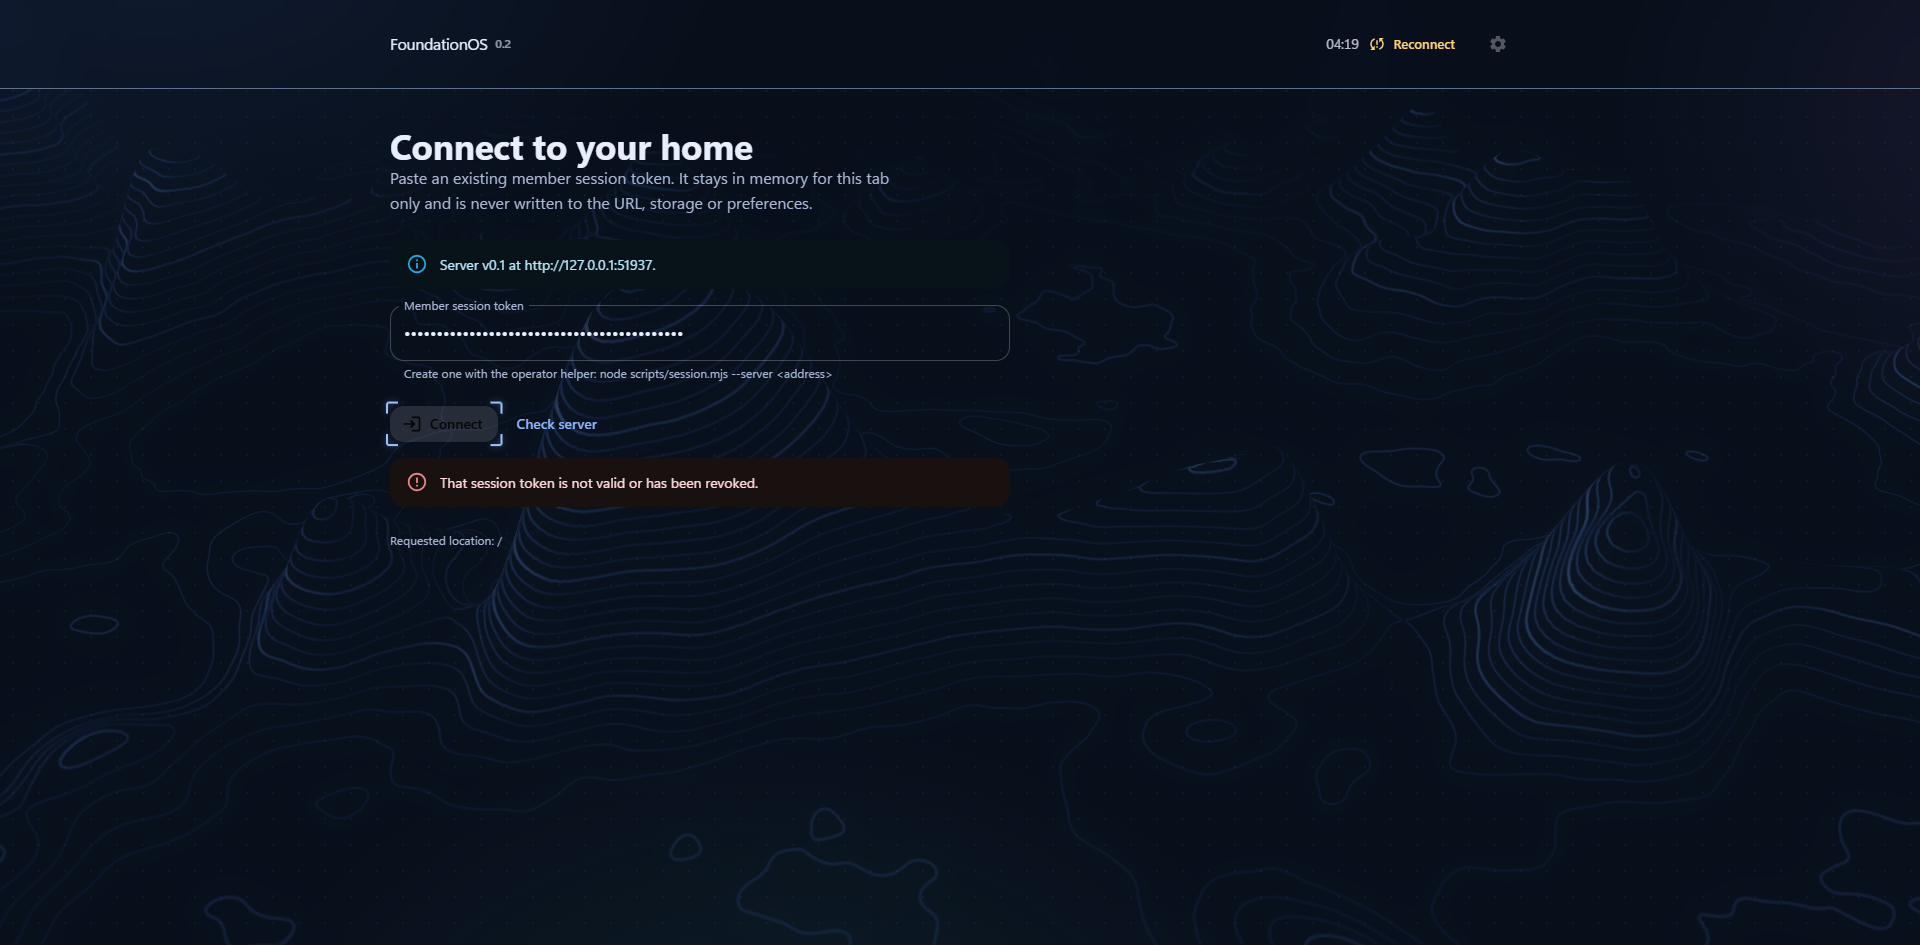 FoundationOS 0.2
04:19 Reconnect
Connect to your home
Paste an existing member session token. It stays in memory for this tab
only and is never written to the URL, storage or preferences.
Server v0.1 at http://127.0.0.1:51937.
Member session token
Create one with the operator helper: node scripts/session.mjs --server <address>
Connect
Check server
That session token is not valid or has been revoked.
Requested location: /